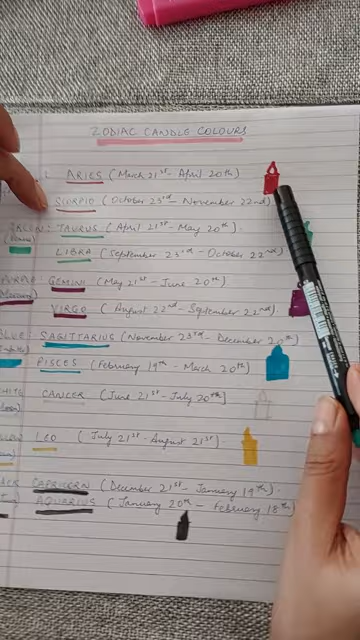 ZODIAC CANDLE COLOURS
ARIES (March 21st - April 20th)
SCORPIO (October 23rd - November 22nd)
TAURUS (April 21st - May 20th).
LIBRA (September 23rd - October 22nd)
GEMINI (May 21st - June 20th).
VIRGO (August 22nd - September 22nd).
SAGITTARIUS (November 23rd - December 20th)
PISCES (February 19th - March 20th)
CANCER (June 21st - July 20th]
LEO (July 21st - August 21st)
CAPRICORN (December 21st - January 19th).
AQUARIUS (January 20th - February 18th)